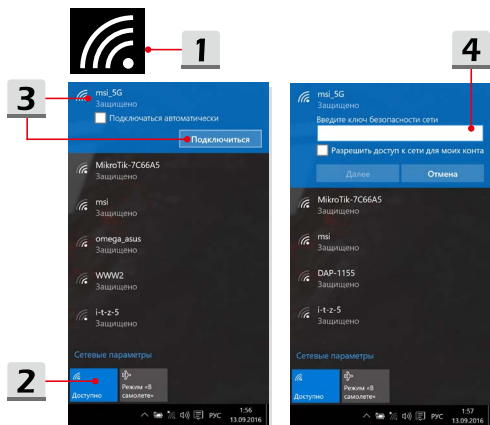 1
3
msi_5G
Защищено
Подключаться автоматически
Подключиться
MikroTik-7C66A5
Защищено
msi
Защищено
omega_asus
Защищено
WWW2
Защищено
i-t-z-5
Защищено
Сетевые параметры
2
Доступно
Режим «В
самолете»
РУС
1:56
13.09.2016
4
msi_5G
Защищено
Введите ключ безопасности сети
Разрешить доступ к сети для моих конта
Далее
Отмена
MikroTik-7C66A5
Защищено
msi
Защищено
DAP-1155
Защищено
i-t-z-5
Защищено
Сетевые параметры
Доступно
Режим «В
самолете»
РУС
1:57
13.09.2016